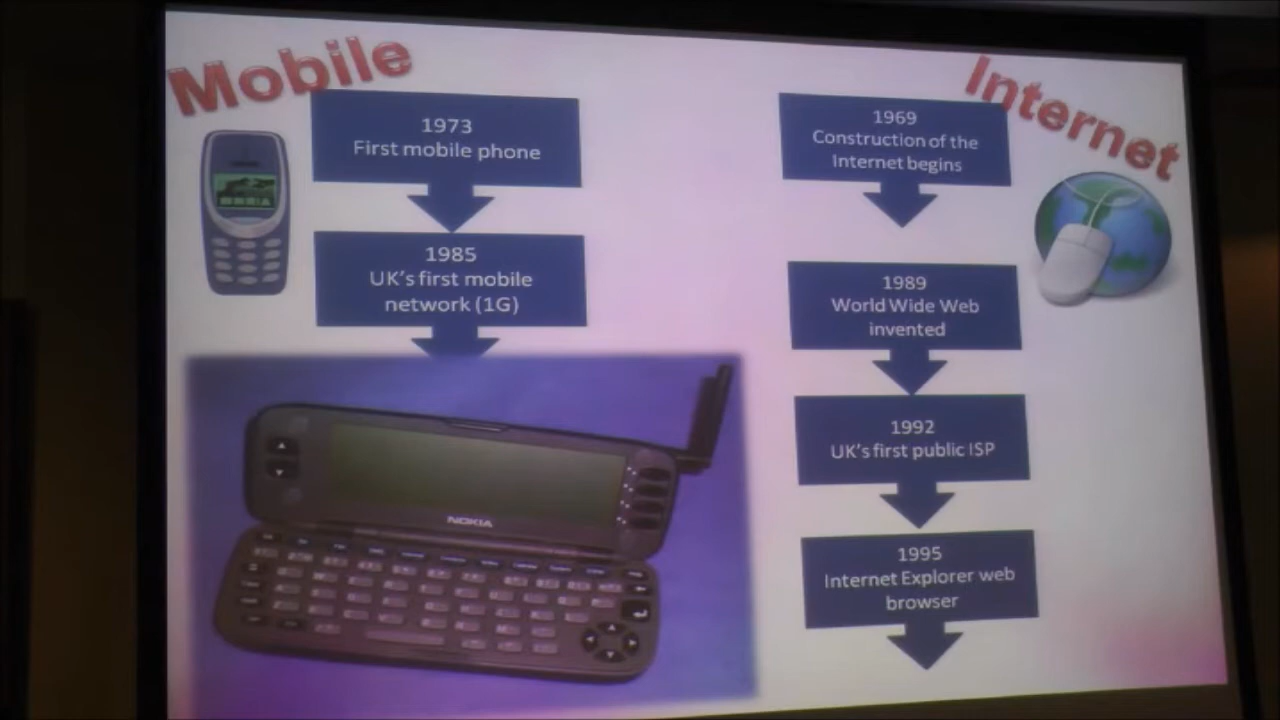 Mobile
1973
First mobile phone
1985
UK's first mobile
network (1G)
NOKIA
Internet
1969
Construction of the
Internet begins
1989
World Wide Web
invented
1992
UK's first public ISP
1995
Internet Explorer web
browser